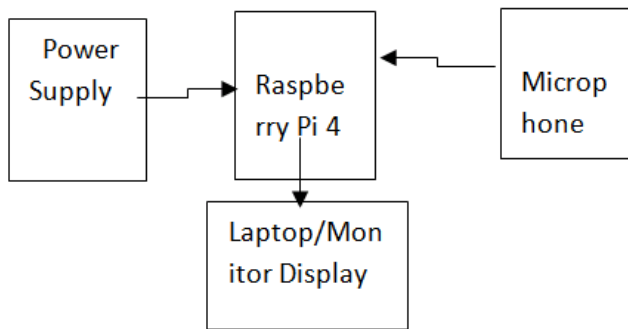 Power
Supply
Raspbe
rry Pi 4
Microp
hone
Laptop/Mon
itor Display